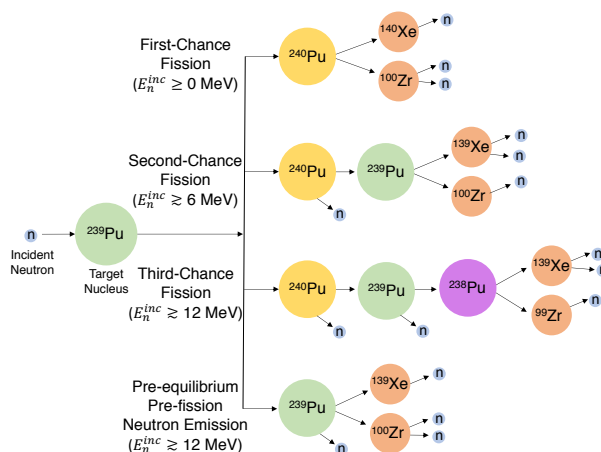 First-Chance
Fission
(E_n^{inc} ≥ 0 MeV)
²⁴⁰Pu
¹⁴⁰Xe
n
¹⁰⁰Zr
n
n
Second-Chance
Fission
(E_n^{inc} ≳ 6 MeV)
²⁴⁰Pu
n
²³⁹Pu
¹³⁹Xe
n
n
¹⁰⁰Zr
n
n
Incident
Neutron
²³⁹Pu
Target
Nucleus
Third-Chance
Fission
(E_n^{inc} ≳ 12 MeV)
²⁴⁰Pu
n
²³⁹Pu
n
²³⁸Pu
¹³⁹Xe
n
n
⁹⁹Zr
n
Pre-equilibrium
Pre-fission
Neutron Emission
(E_n^{inc} ≳ 12 MeV)
²³⁹Pu
n
¹³⁹Xe
n
¹⁰⁰Zr
n
n